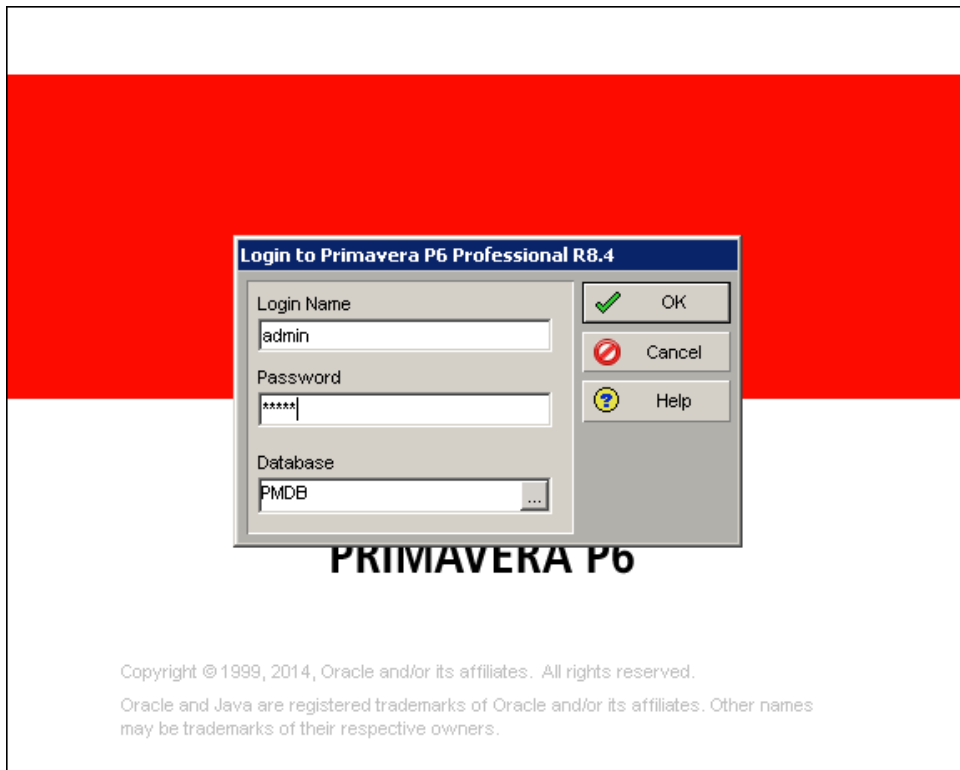 Login to Primavera P6 Professional R8.4
Login Name
admin
Password
*****
Database
PMDB
...
OK
Cancel
Help
PRIMAVERA P6
Copyright © 1999, 2014, Oracle and/or its affiliates. All rights reserved.
Oracle and Java are registered trademarks of Oracle and/or its affiliates. Other names
may be trademarks of their respective owners.